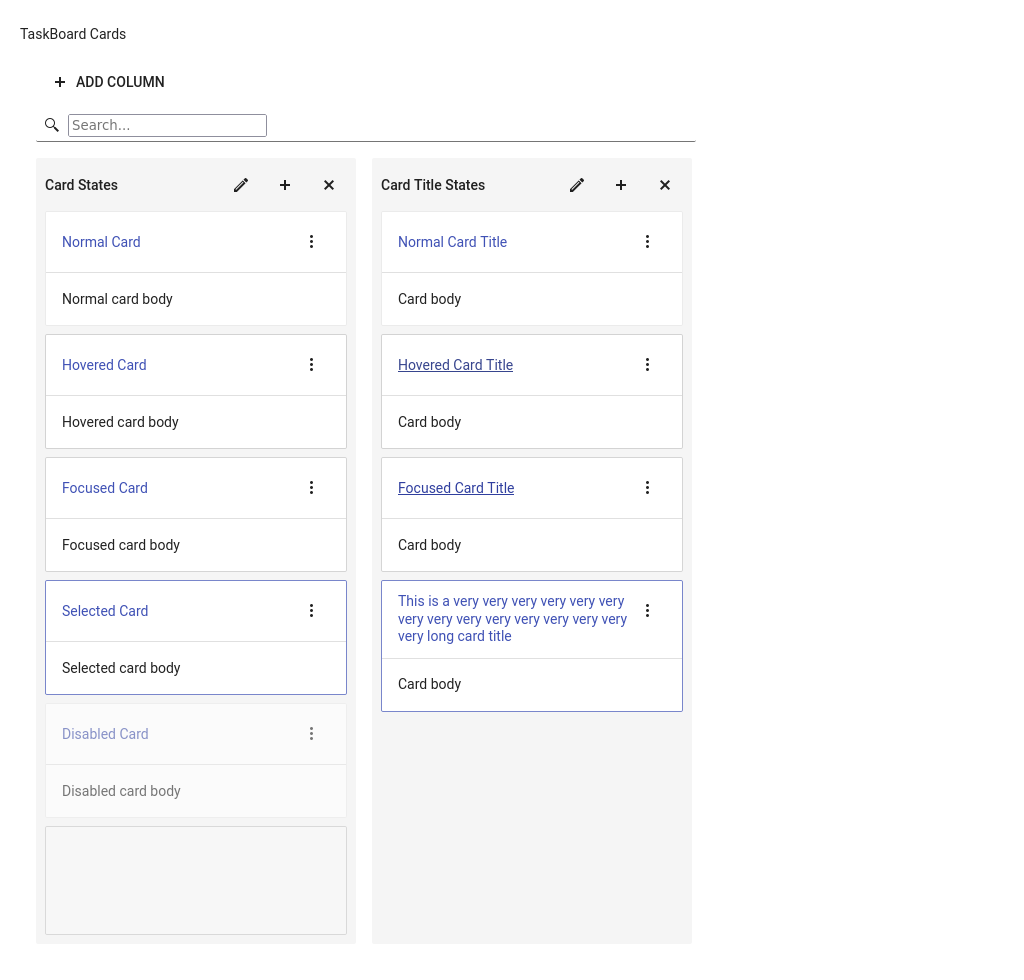 TaskBoard Cards
ADD COLUMN
Search...
Card States
Normal Card
Normal card body
Hovered Card
Hovered card body
Focused Card
Focused card body
Selected Card
Selected card body
Disabled Card
Disabled card body
Card Title States
Normal Card Title
Card body
Hovered Card Title
Card body
Focused Card Title
Card body
This is a very very very very very very
very very very very very very very very
very long card title
Card body